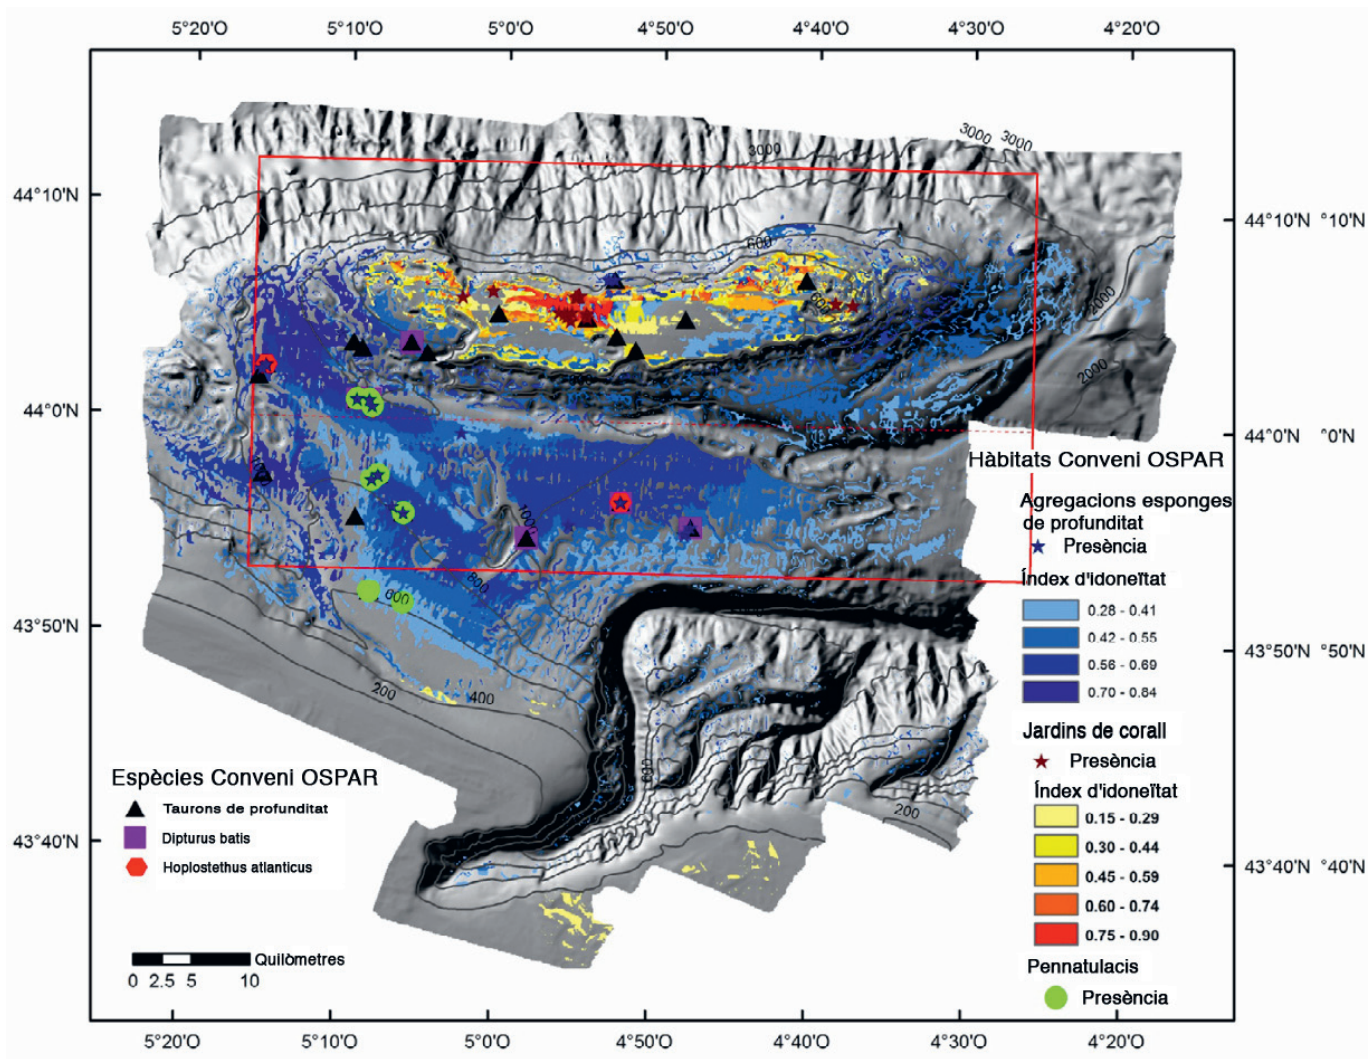 5°20'O 5°10'O 5°0'O 4°50'O 4°40'O 4°30'O 4°20'O
3000 3000
3000
44°10'N 44°10'N °10'N
600
2000
2000
44°0'N 44°0'N °0'N
Hàbitats Conveni OSPAR
Agregacions esponges
de profunditat
Presència
Índex d'idoneïtat
0.28 - 0.41
0.42 - 0.55
0.56 - 0.69
0.70 - 0.84
1000
800
600
43°50'N 43°50'N °50'N
200 400
Jardins de corall
Presència
Índex d'idoneïtat
0.15 - 0.29
0.30 - 0.44
0.45 - 0.59
0.60 - 0.74
0.75 - 0.90
Pennatulacis
Presència
200
Espècies Conveni OSPAR
Taurons de profunditat
Dipturus batis
Hoplostethus atlanticus
43°40'N 43°40'N °40'N
Quilòmetres
0 2.5 5 10
5°20'O 5°10'O 5°0'O 4°50'O 4°40'O 4°30'O 4°20'O